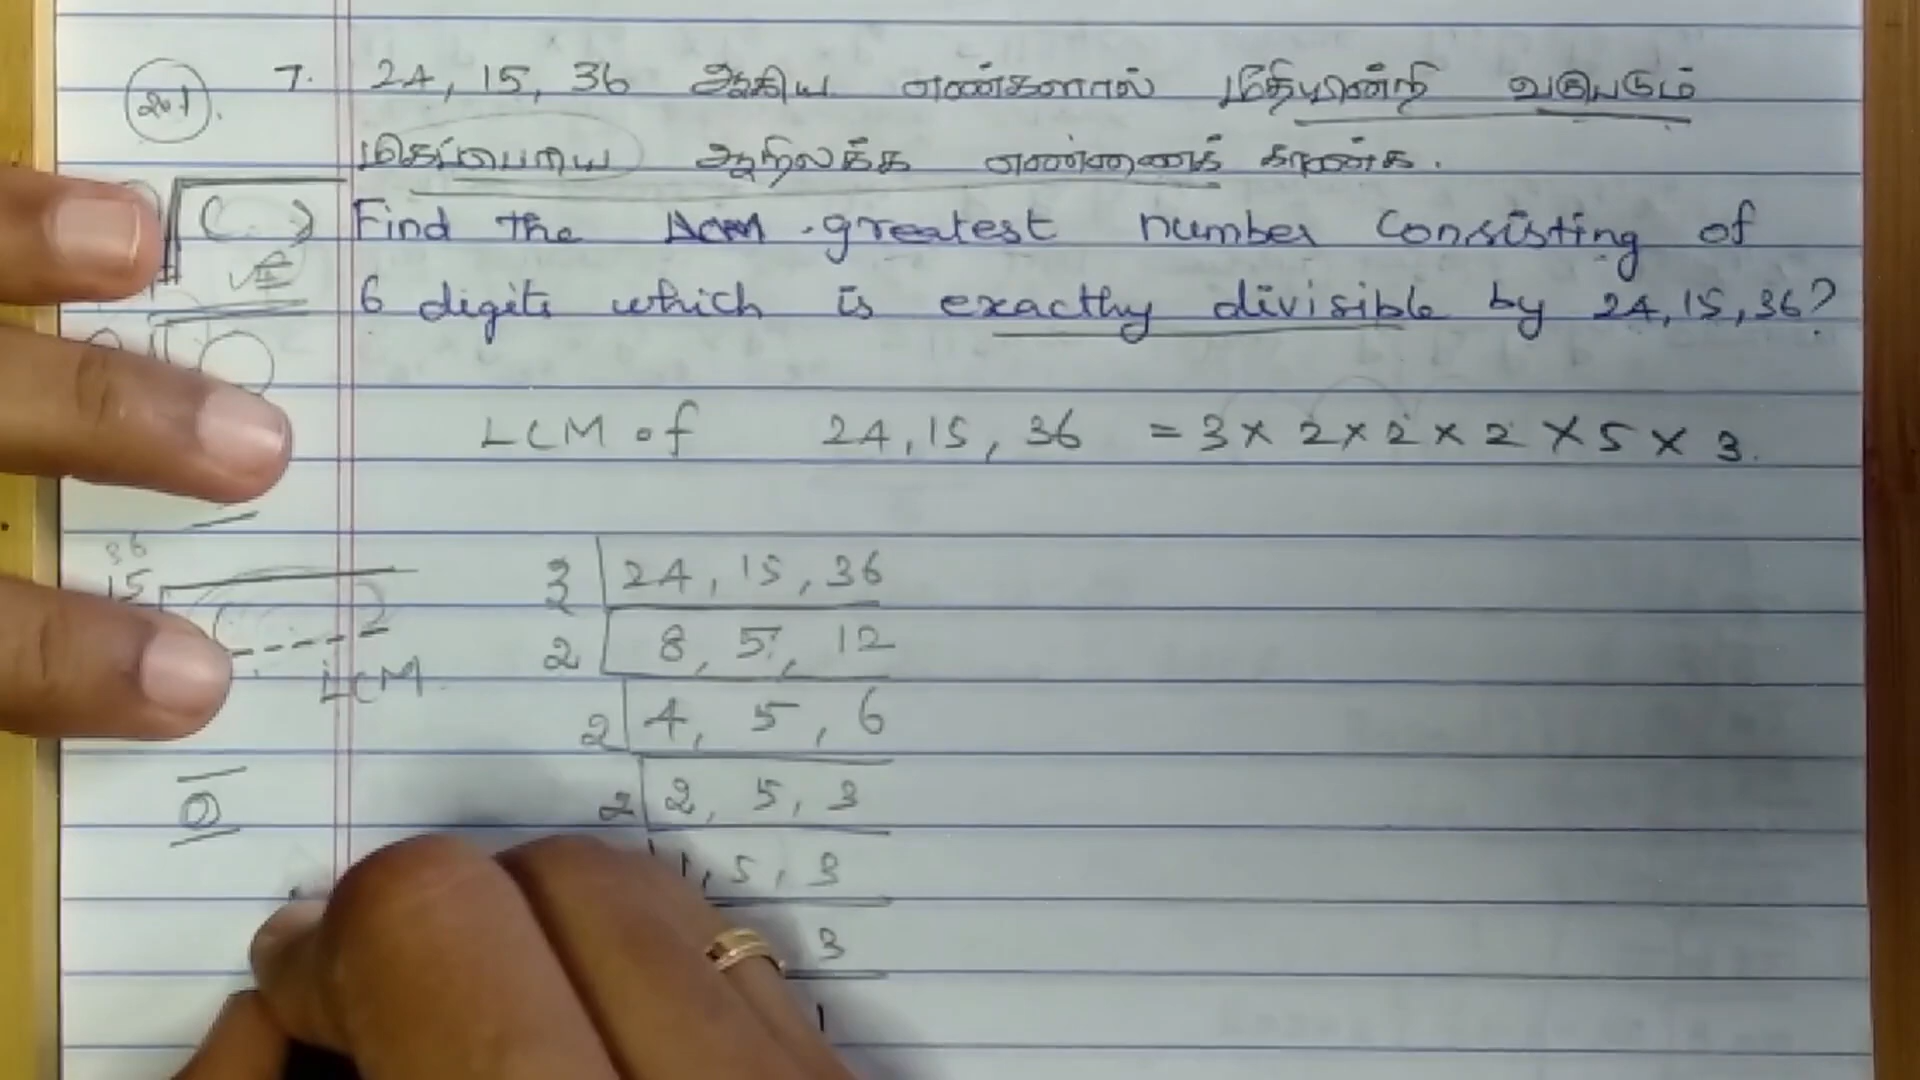 7. 24, 15, 36 ஆகிய எண்களால் மீதியின்றி வகுபடும்
மிகப்பெரிய ஆறிலக்க எண்ணைக் காண்க.
Find the greatest number consisting of
6 digits which is exactly divisible by 24, 15, 36?
LCM of 24, 15, 36 = 3 × 2 × 2 × 2 × 5 × 3.
36
15
LCM
0
3 | 24, 15, 36
2 | 8, 5, 12
2 | 4, 5, 6
2 | 2, 5, 3
1, 5, 3
3
1